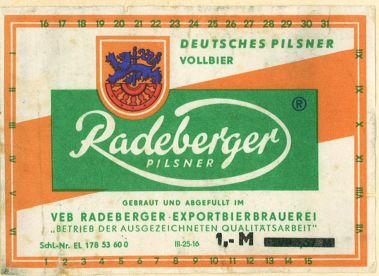 16 17 18 19 20 21 22 23 24 25 26 27 28 29 30 31
DEUTSCHES PILSNER
VOLLBIER
®
Radeberger
PILSNER
GEBRAUT UND ABGEFÜLLT IM
VEB RADEBERGER EXPORTBIERBRAUEREI
„BETRIEB DER AUSGEZEICHNETEN QUALITÄTSARBEIT"
Schl.-Nr. EL 178 53 60 0 III-25-16 1,-M
1 2 3 4 5 6 7 8 9 10 11 12 13 14 15